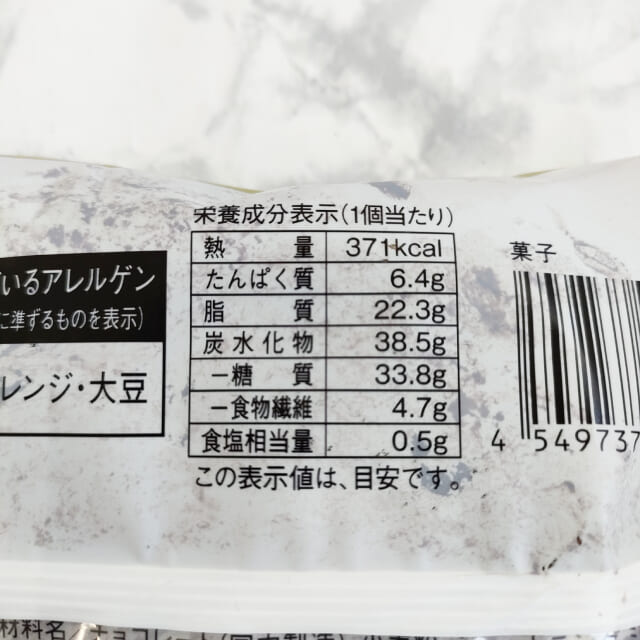 栄養成分表示(1個当たり)
熱量 371kcal
たんぱく質 6.4g
脂質 22.3g
炭水化物 38.5g
－糖質 33.8g
－食物繊維 4.7g
食塩相当量 0.5g
この表示値は、目安です。
いるアレルゲン
に準ずるものを表示)
レンジ・大豆
菓子
4 549737
材料名